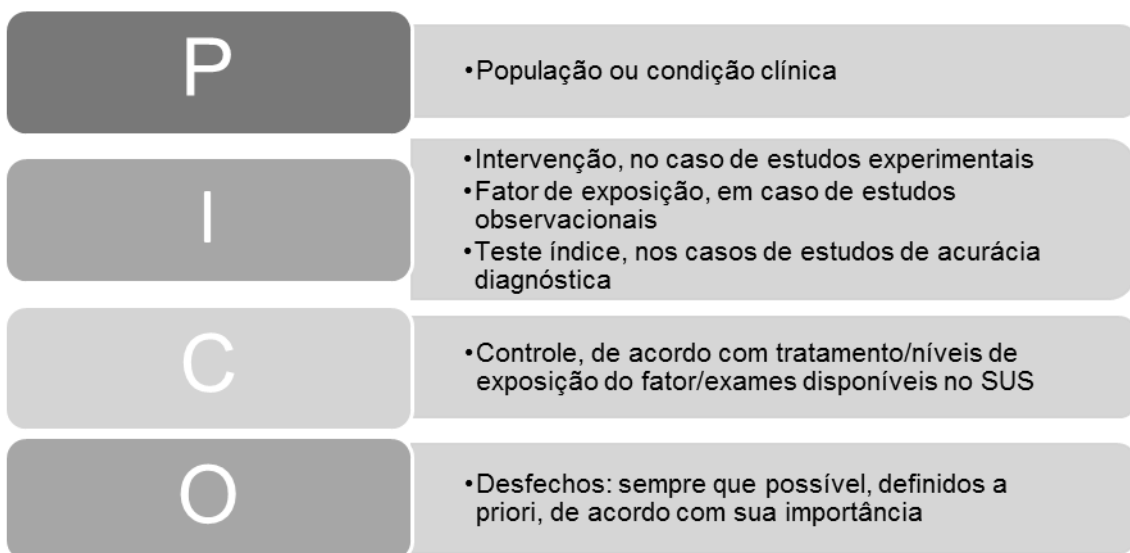 P
•População ou condição clínica
I
•Intervenção, no caso de estudos experimentais
•Fator de exposição, em caso de estudos
observacionais
•Teste índice, nos casos de estudos de acurácia
diagnóstica
C
•Controle, de acordo com tratamento/níveis de
exposição do fator/exames disponíveis no SUS
O
•Desfechos: sempre que possível, definidos a
priori, de acordo com sua importância